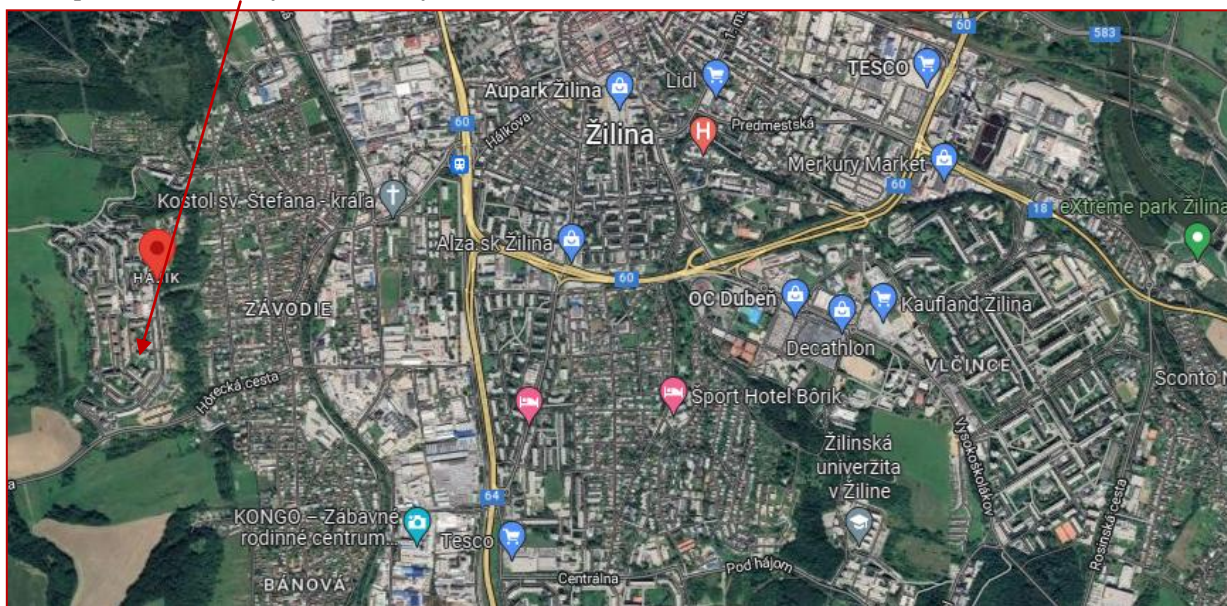 60
583
Lidl
TESCO
Aupark Žilina
60
Hálkova
Žilina
Predmestská
Merkury Market
60
Kostol sv. Štefana - kráľa
18
eXtreme park Žilina
Alza.sk Žilina
HÁJIK
60
OC Dubeň
Kaufland Žilina
ZÁVODIE
Decathlon
VLČINCE
Hôrecká cesta
Sconto
Šport Hotel Bôrik
Vysokoškolákov
Žilinská
univerzita
v Žiline
64
Rosinská cesta
KONGO – Zábavné
rodinné centrum...
Tesco
BÁNOVÁ
Centrálna
Pod hájom